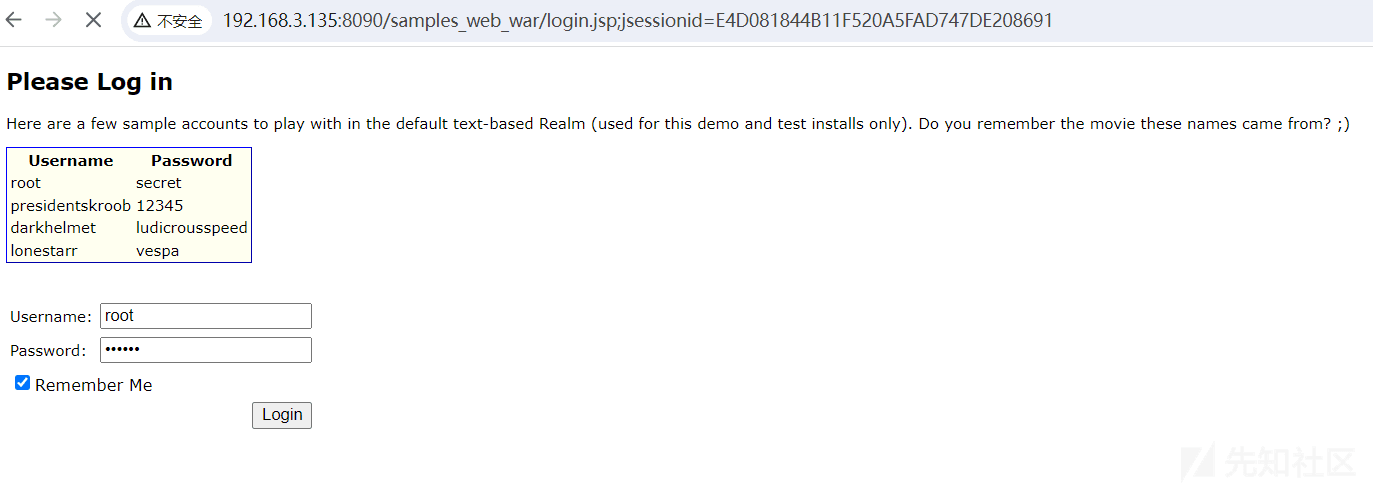 不安全 192.168.3.135:8090/samples_web_war/login.jsp;jsessionid=E4D081844B11F520A5FAD747DE208691
Please Log in
Here are a few sample accounts to play with in the default text-based Realm (used for this demo and test installs only). Do you remember the movie these names came from? ;)
Username Password
root secret
presidentskroob 12345
darkhelmet ludicrousspeed
lonestarr vespa
Username: root
Password: ••••••
Remember Me
Login
先知社区